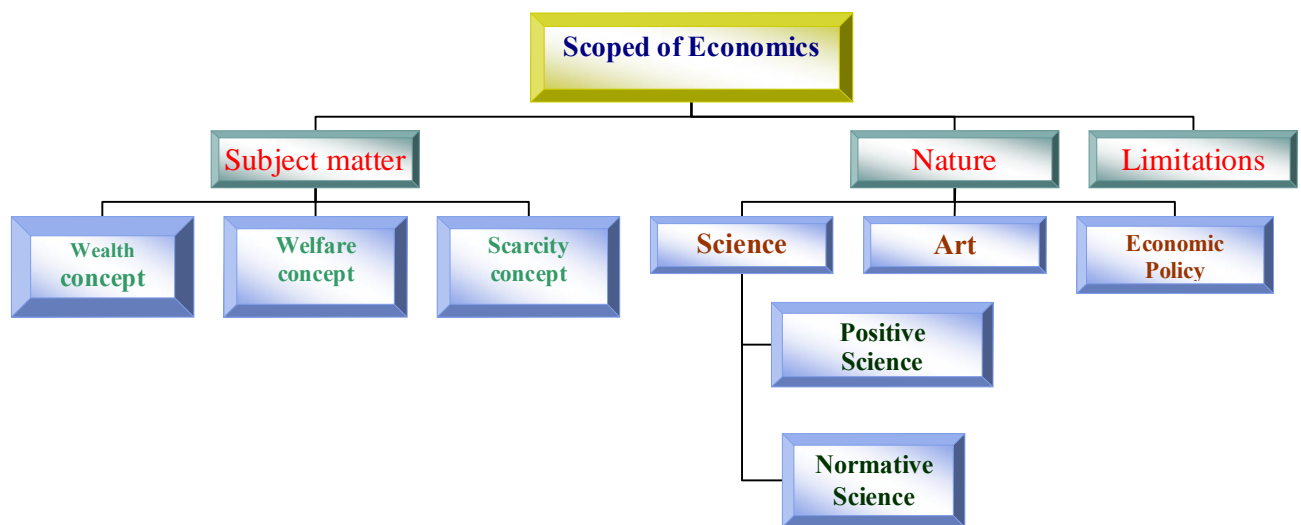 Scoped of Economics
Subject matter
Nature
Limitations
Wealth
concept
Welfare
concept
Scarcity
concept
Science
Art
Economic
Policy
Positive
Science
Normative
Science